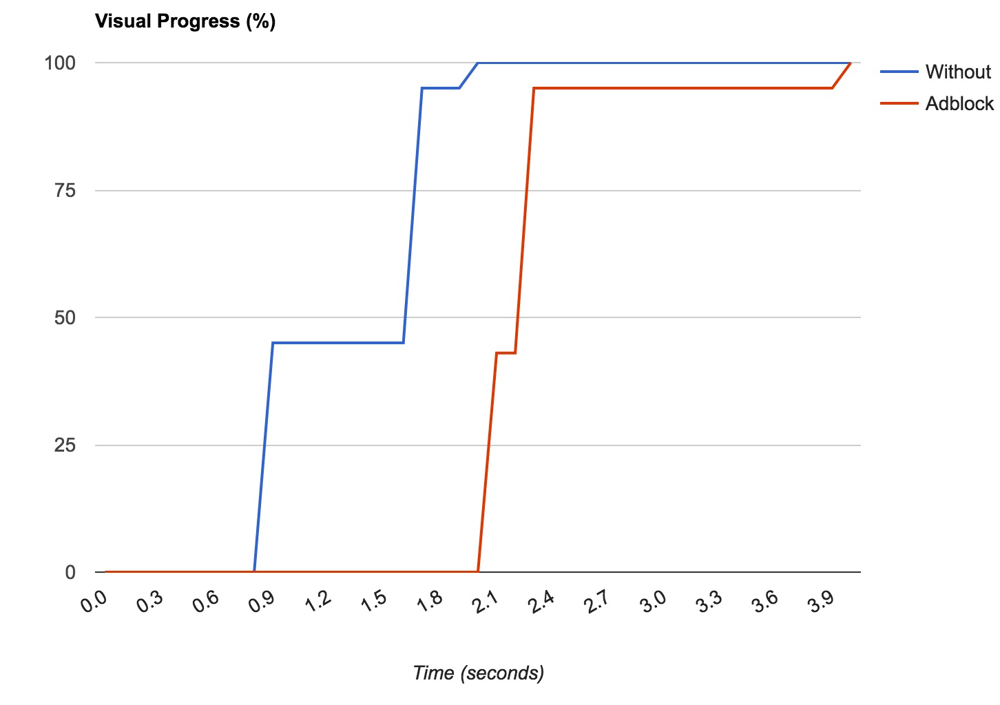 Visual Progress (%)
100
75
50
25
0
0.0 0.3 0.6 0.9 1.2 1.5 1.8 2.1 2.4 2.7 3.0 3.3 3.6 3.9
Time (seconds)
Without
Adblock